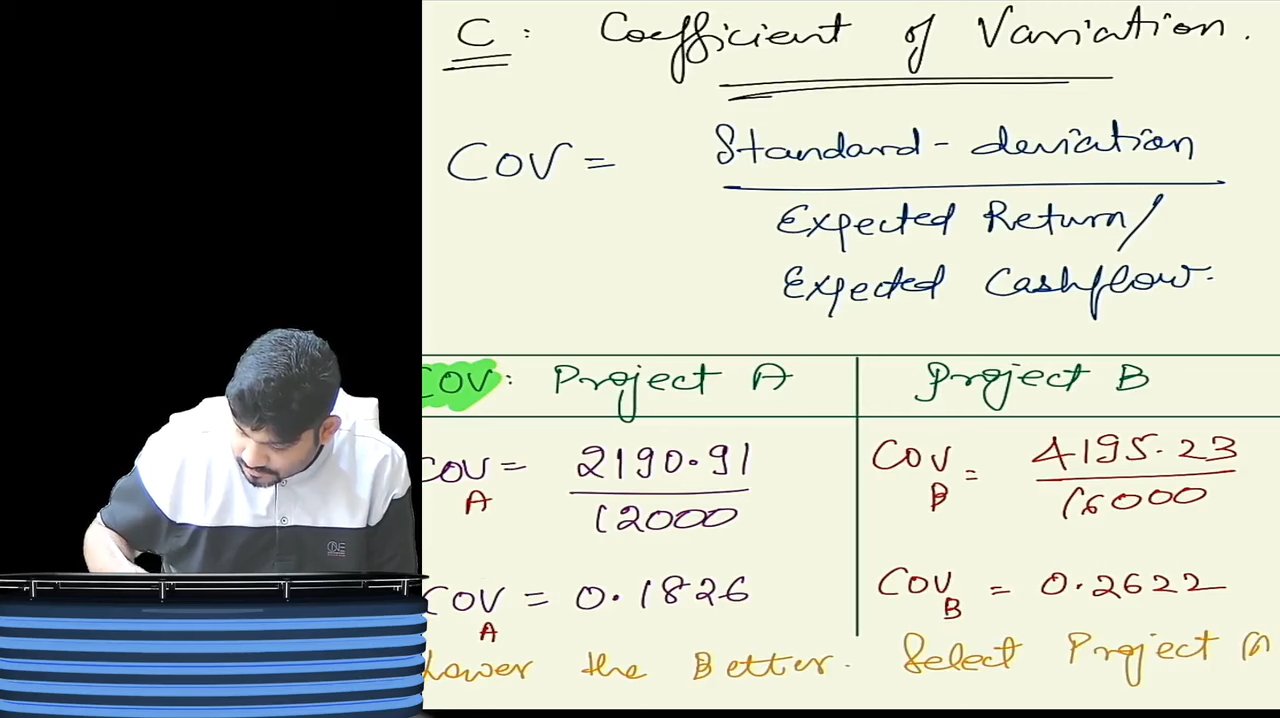 C : Coefficient of Variation.
COV = Standard-deviation
Expected Return/
Expected Cashflow.
COV: Project A
Project B
COV A = 2190.91
12000
COV B = 4195.23
16000
COV A = 0.1826
COV B = 0.2622
Lower the Better. Select Project A